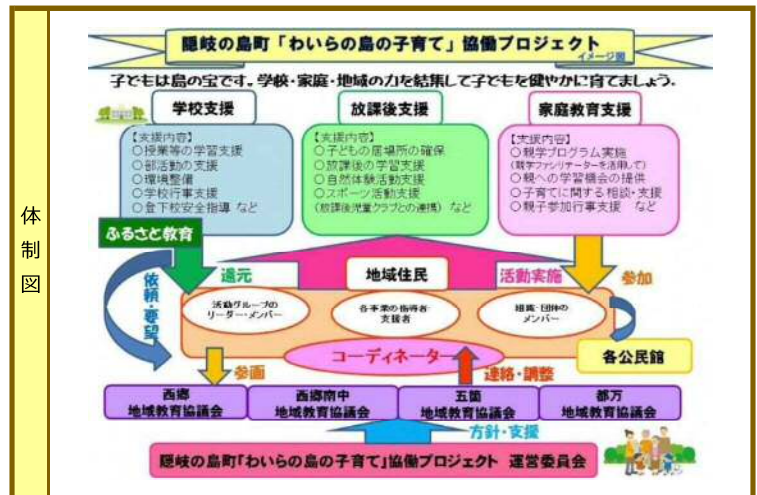 体制図
隠岐の島町「わいらの島の子育て」協働プロジェクト
イメージ図
子どもは島の宝です。学校・家庭・地域の力を結集して子どもを健やかに育てましょう。
学校支援
【支援内容】
○授業等の学習支援
○部活動の支援
○環境整備
○学校行事支援
○登下校安全指導 など
放課後支援
【支援内容】
○子どもの居場所の確保
○放課後の学習支援
○自然体験活動支援
○スポーツ活動支援
(放課後児童クラブとの連携) など
家庭教育支援
【支援内容】
○親学プログラム実施
(親学ファシリテーターを活用して)
○親への学習機会の提供
○子育てに関する相談・支援
○親子参加行事支援 など
ふるさと教育
依頼・要望
還元
地域住民
活動実施
参加
活動グループの
リーダー・メンバー
各事業の指導者・
支援者
組織・団体の
メンバー
コーディネーター
各公民館
参画
連絡・調整
西郷
地域教育協議会
西郷南中
地域教育協議会
五箇
地域教育協議会
都万
地域教育協議会
方針・支援
隠岐の島町「わいらの島の子育て」協働プロジェクト 運営委員会